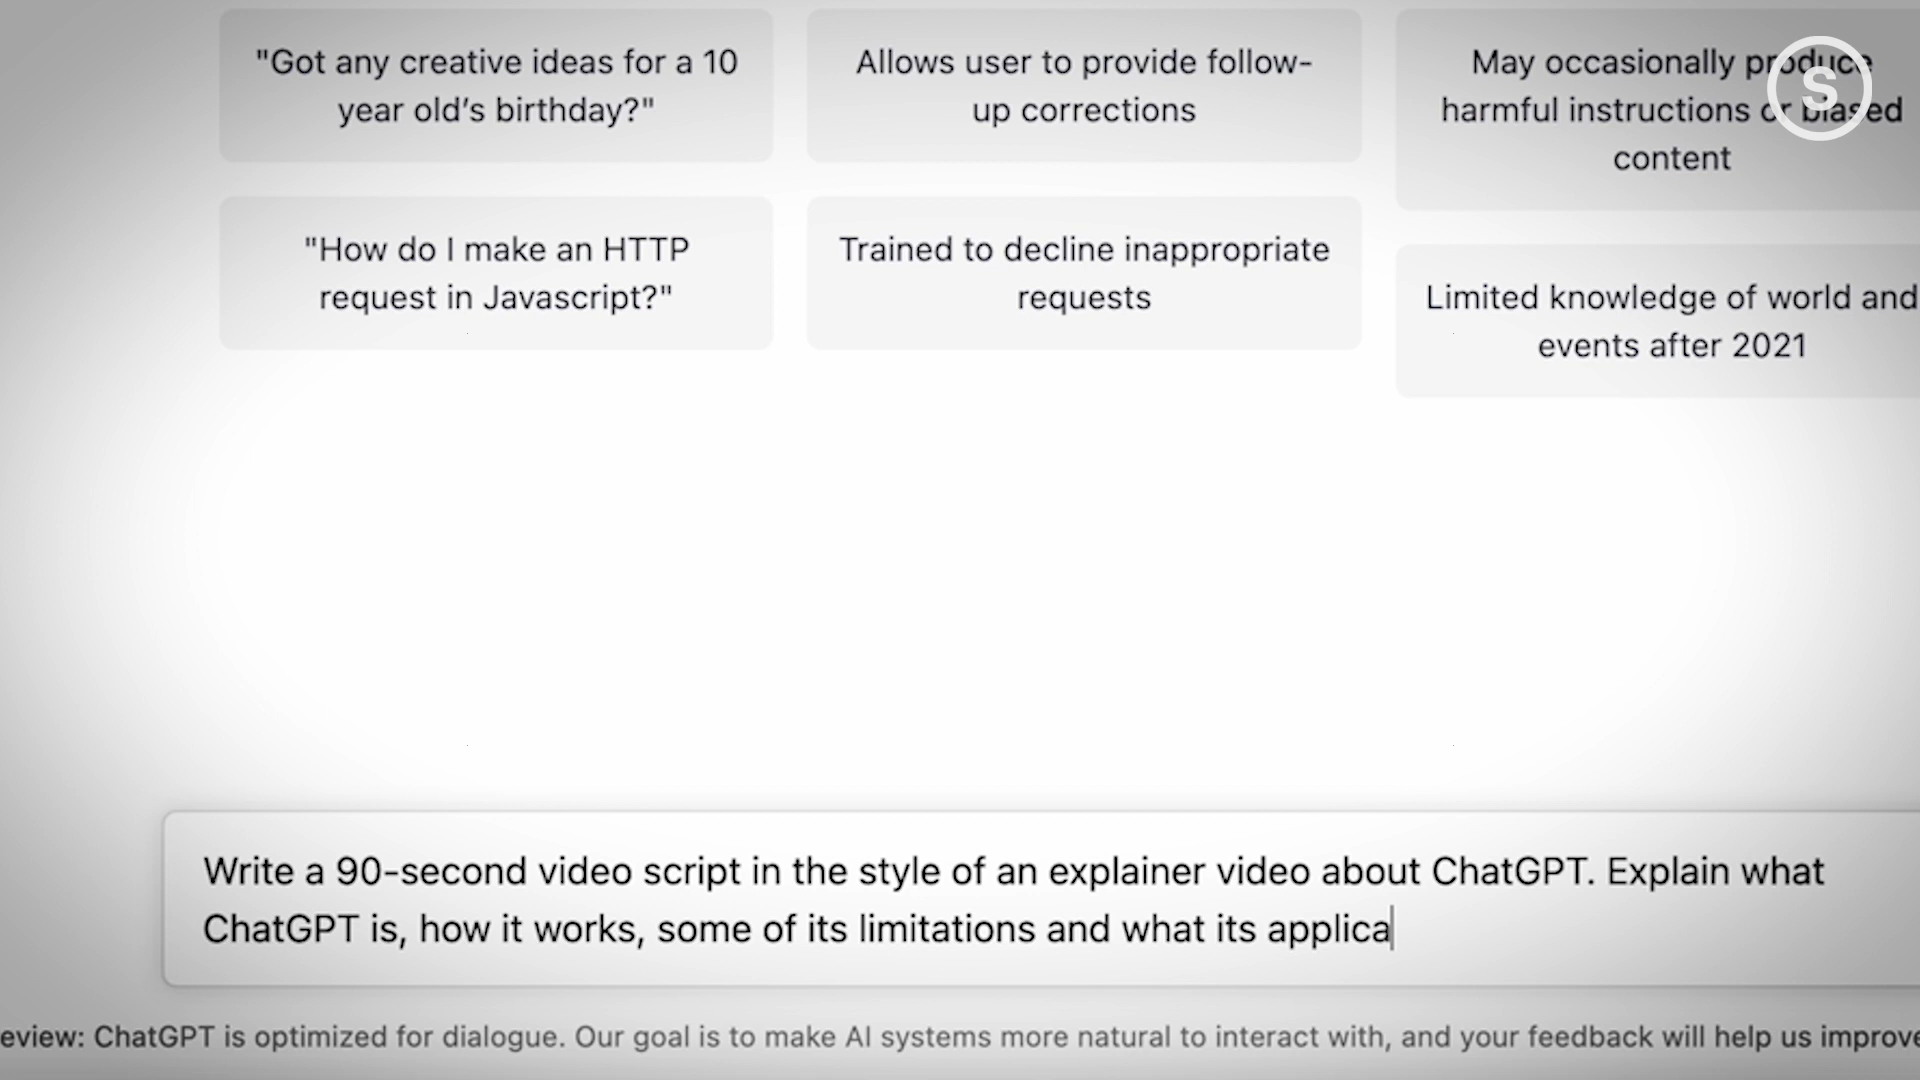 "Got any creative ideas for a 10
year old's birthday?"
Allows user to provide follow-
up corrections
May occasionally produce
harmful instructions or biased
content
S
"How do I make an HTTP
request in Javascript?"
Trained to decline inappropriate
requests
Limited knowledge of world and
events after 2021
Write a 90-second video script in the style of an explainer video about ChatGPT. Explain what
ChatGPT is, how it works, some of its limitations and what its applica
eview: ChatGPT is optimized for dialogue. Our goal is to make AI systems more natural to interact with, and your feedback will help us improve